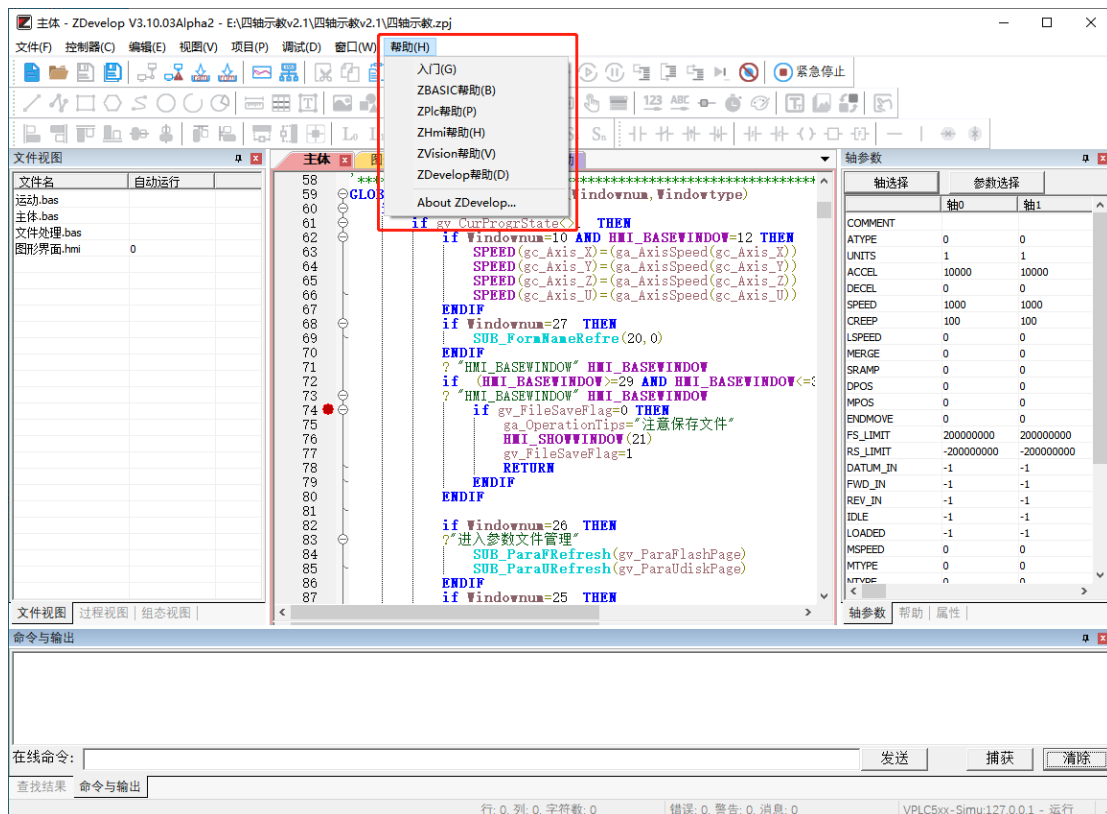 主体 - ZDevelop V3.10.03Alpha2 - E:\四轴示教v2.1\四轴示教v2.1\四轴示教.zpj
文件(F) 控制器(C) 编辑(E) 视图(V) 项目(P) 调试(D) 窗口(W) 帮助(H)
紧急停止
入门(G)
ZBASIC帮助(B)
ZPlc帮助(P)
ZHmi帮助(H)
ZVision帮助(V)
ZDevelop帮助(D)
About ZDevelop...
文件视图
文件名 自动运行
运动.bas
主体.bas
文件处理.bas
图形界面.hmi 0
文件视图 过程视图 组态视图
主体
58 '****
59 GLO indownum,Windowtype)
60
61 if gv_CurProgrState<> THEN
62 if Windownum=10 AND HMI_BASEWINDOW=12 THEN
63 SPEED(gc_Axis_X)=(ga_AxisSpeed(gc_Axis_X))
64 SPEED(gc_Axis_Y)=(ga_AxisSpeed(gc_Axis_Y))
65 SPEED(gc_Axis_Z)=(ga_AxisSpeed(gc_Axis_Z))
66 SPEED(gc_Axis_U)=(ga_AxisSpeed(gc_Axis_U))
67 ENDIF
68 if Windownum=27 THEN
69 SUB_FormNameRefre(20,0)
70 ENDIF
71 ? "HMI_BASEWINDOW" HMI_BASEWINDOW
72 if (HMI_BASEWINDOW>=29 AND HMI_BASEWINDOW<=3
73 ? "HMI_BASEWINDOW" HMI_BASEWINDOW
74 if gv_FileSaveFlag=0 THEN
75 ga_OperationTips="注意保存文件"
76 HMI_SHOWWINDOW(21)
77 gv_FileSaveFlag=1
78 RETURN
79 ENDIF
80 ENDIF
81
82 if Windownum=26 THEN
83 ?"进入参数文件管理"
84 SUB_ParaFRefresh(gv_ParaFlashPage)
85 SUB_ParaURefresh(gv_ParaUdiskPage)
86 ENDIF
87 if Windownum=25 THEN
轴参数
轴选择 参数选择
轴0 轴1
COMMENT
ATYPE 0 0
UNITS 1 1
ACCEL 10000 10000
DECEL 0 0
SPEED 1000 1000
CREEP 100 100
LSPEED 0 0
MERGE 0 0
SRAMP 0 0
DPOS 0 0
MPOS 0 0
ENDMOVE 0 0
FS_LIMIT 200000000 200000000
RS_LIMIT -200000000 -200000000
DATUM_IN -1 -1
FWD_IN -1 -1
REV_IN -1 -1
IDLE -1 -1
LOADED -1 -1
MSPEED 0 0
MTYPE 0 0
NTYPE 0 0
轴参数 帮助 属性
命令与输出
在线命令: 发送 捕获 清除
查找结果 命令与输出
行: 0, 列: 0, 字符数: 0 错误: 0, 警告: 0, 消息: 0 VPLC5xx-Simu:127.0.0.1 - 运行